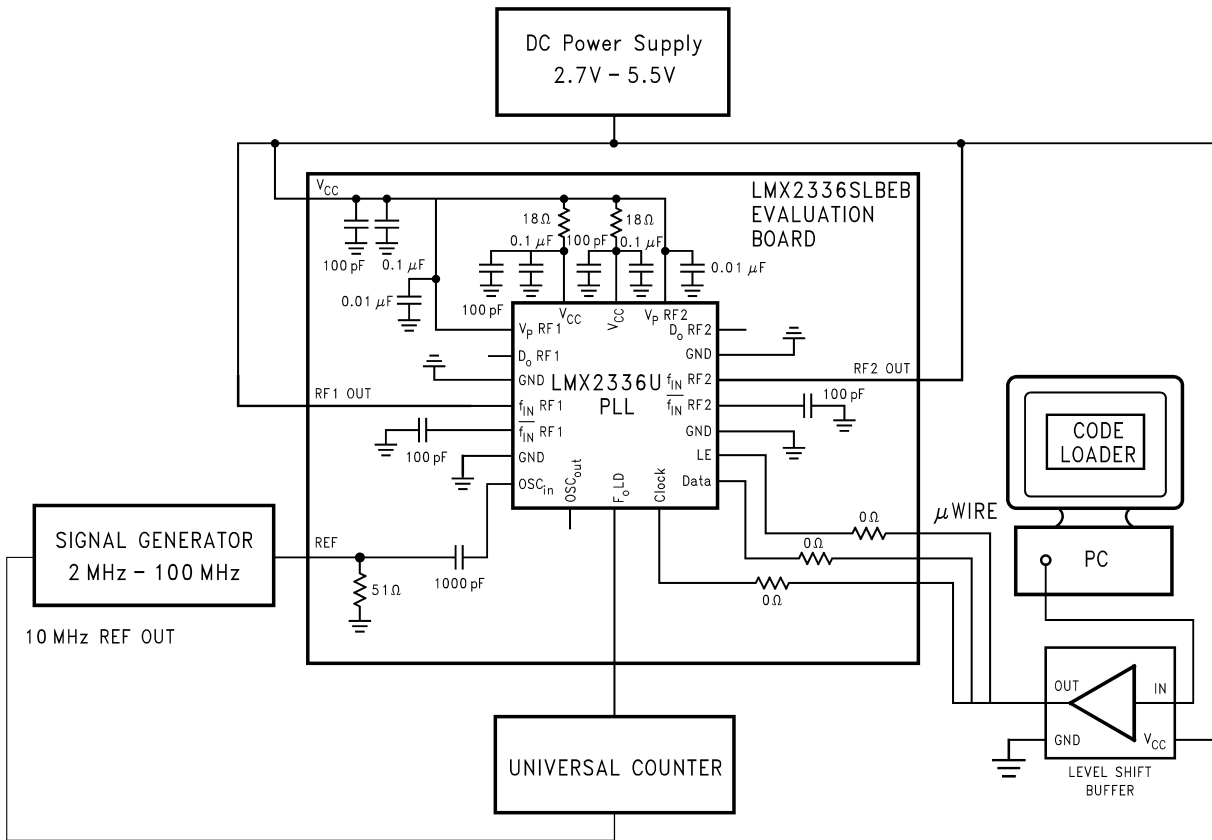 DC Power Supply
2.7V – 5.5V
VCC
LMX2336SLBEB
EVALUATION
BOARD
18Ω
18Ω
0.1 μF
100 pF
0.1 μF
100 pF
0.1 μF
0.01 μF
0.01 μF
100 pF
VCC
VCC
VP RF2
VP RF1
Do RF2
Do RF1
GND
GND
LMX2336U
PLL
fIN RF2
RF2 OUT
RF1 OUT
fIN RF1
f̅I̅N̅ RF2
100 pF
f̅I̅N̅ RF1
100 pF
GND
GND
LE
OSCin
OSCout
FoLD
Clock
Data
CODE
LOADER
μWIRE
0Ω
0Ω
0Ω
PC
SIGNAL GENERATOR
2 MHz – 100 MHz
REF
51Ω
1000 pF
10 MHz REF OUT
OUT
IN
GND
VCC
LEVEL SHIFT
BUFFER
UNIVERSAL COUNTER